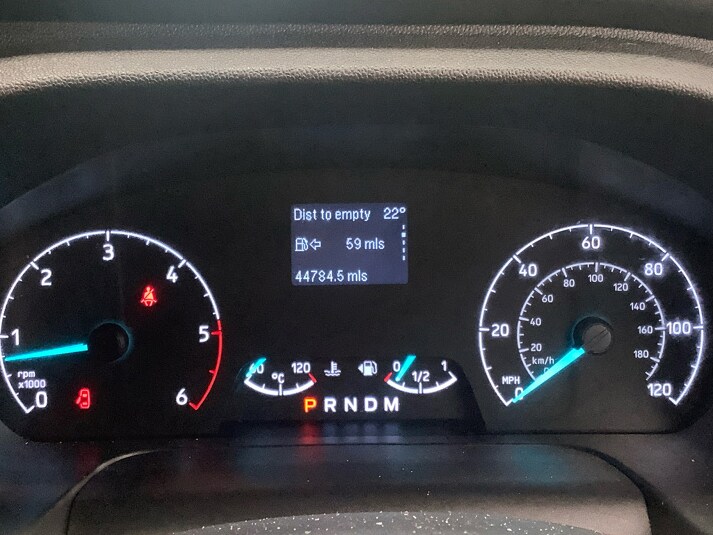 Dist to empty 22°
59 mls
44784.5 mls
0 1 2 3 4 5 6
rpm
x1000
60 120
°C
0 1/2 1
P R N D M
0 20 40 60 80 100 120
MPH
0 20 40 60 80 100 120 140 160 180
km/h